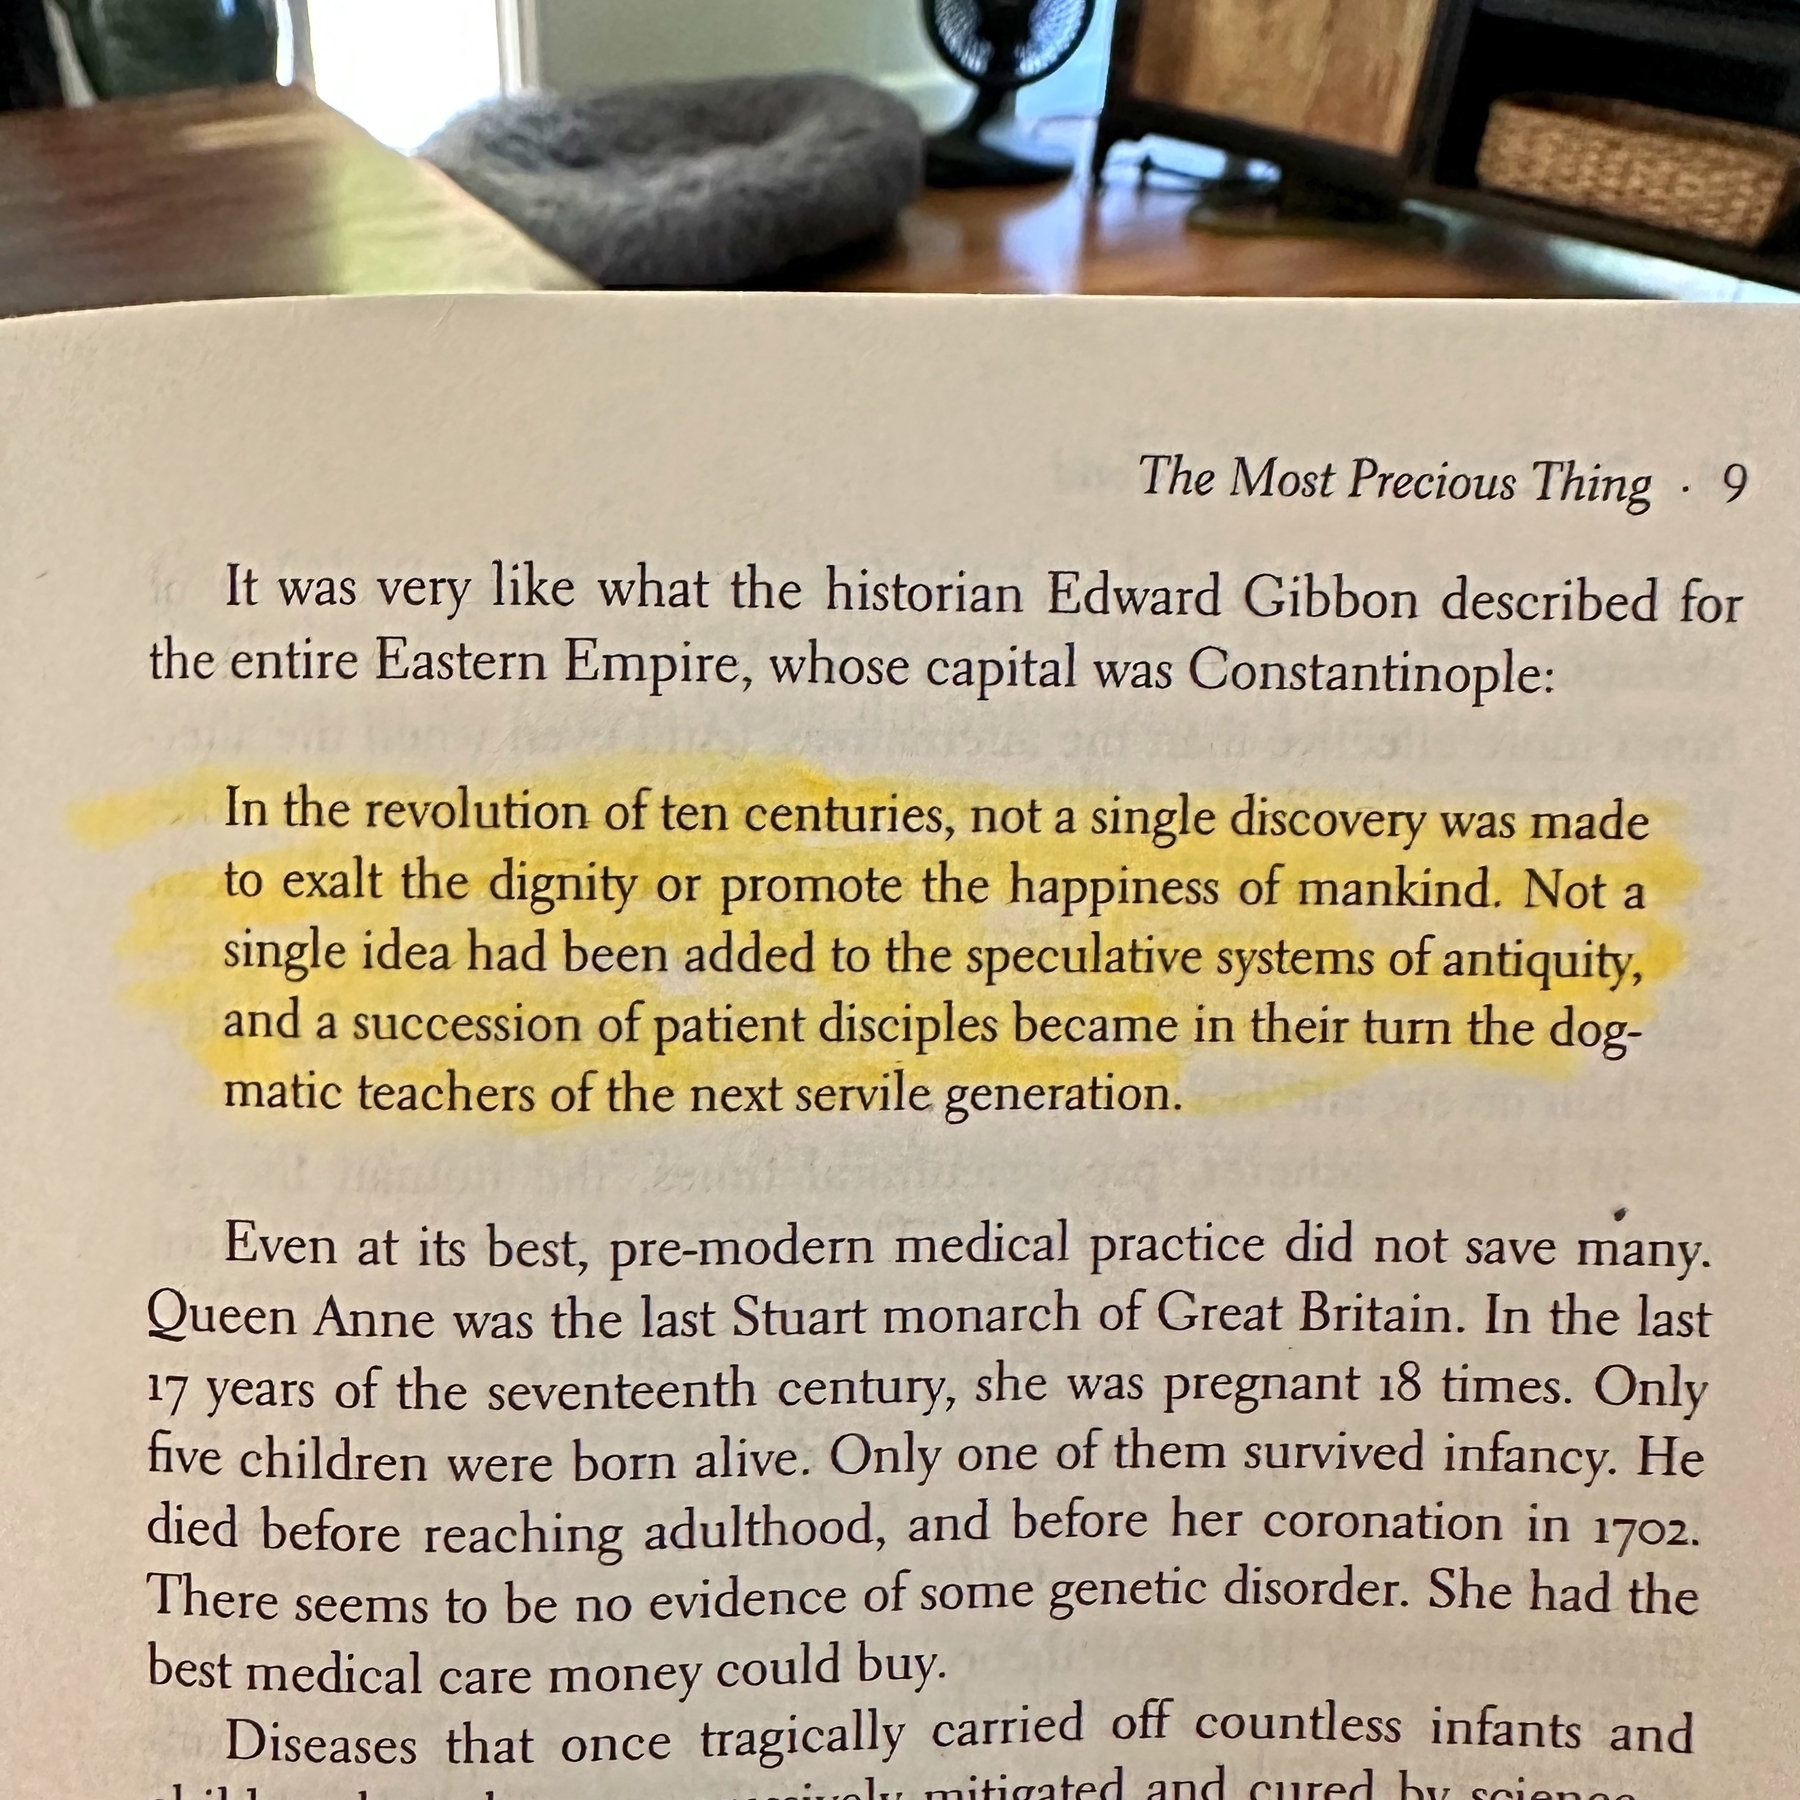 The Most Precious Thing · 9
It was very like what the historian Edward Gibbon described for
the entire Eastern Empire, whose capital was Constantinople:
In the revolution of ten centuries, not a single discovery was made
to exalt the dignity or promote the happiness of mankind. Not a
single idea had been added to the speculative systems of antiquity,
and a succession of patient disciples became in their turn the dog-
matic teachers of the next servile generation.
Even at its best, pre-modern medical practice did not save many.
Queen Anne was the last Stuart monarch of Great Britain. In the last
17 years of the seventeenth century, she was pregnant 18 times. Only
five children were born alive. Only one of them survived infancy. He
died before reaching adulthood, and before her coronation in 1702.
There seems to be no evidence of some genetic disorder. She had the
best medical care money could buy.
Diseases that once tragically carried off countless infants and
mitigated and cured by science